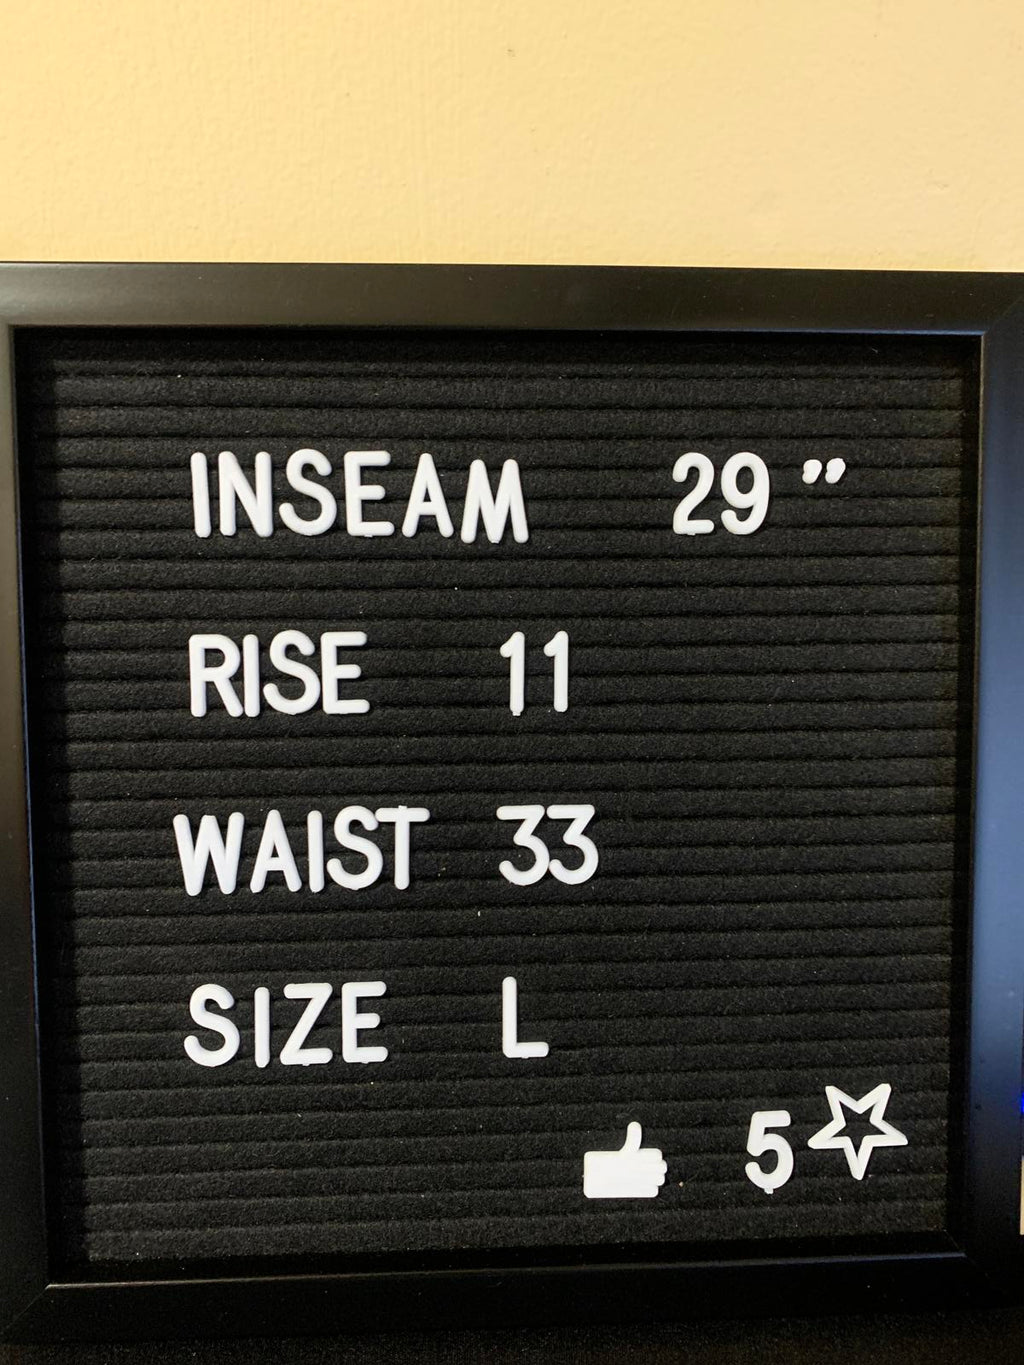 INSEAM 29"
RISE 11
WAIST 33
SIZE L
5